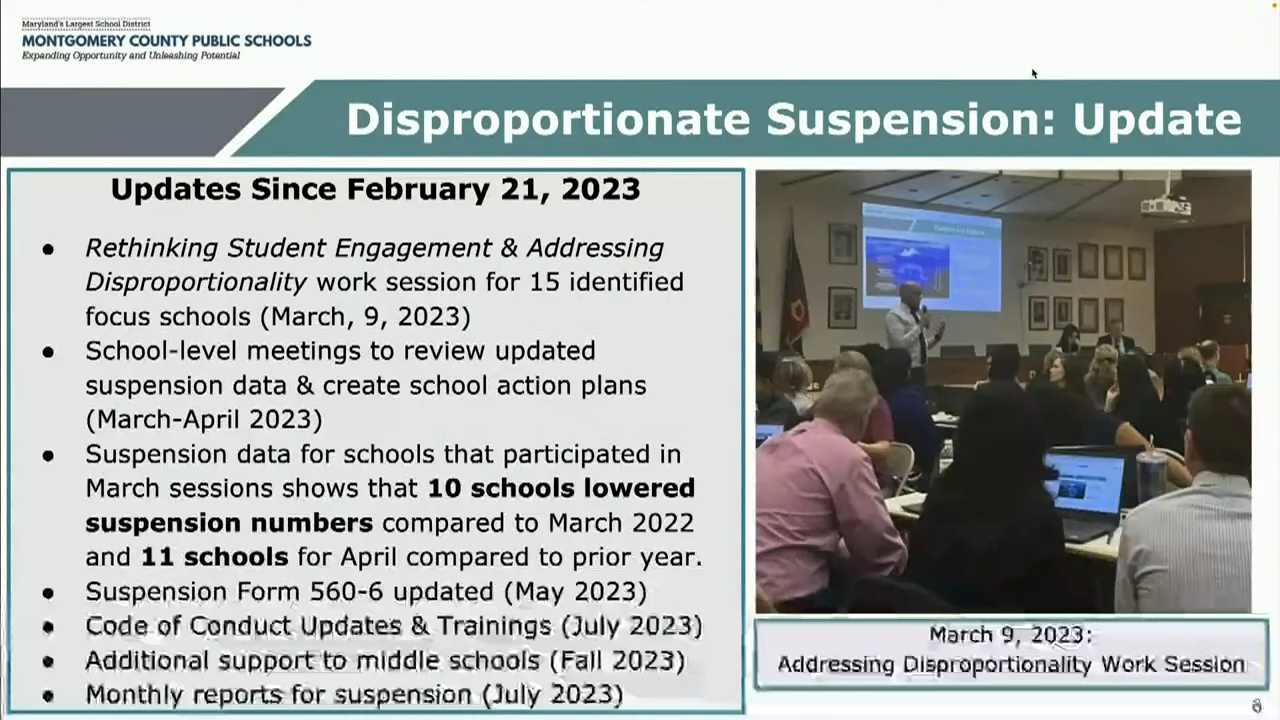 Maryland's Largest School District
MONTGOMERY COUNTY PUBLIC SCHOOLS
Expanding Opportunity and Unleashing Potential
Disproportionate Suspension: Update
Updates Since February 21, 2023
● Rethinking Student Engagement & Addressing
Disproportionality work session for 15 identified
focus schools (March, 9, 2023)
● School-level meetings to review updated
suspension data & create school action plans
(March-April 2023)
● Suspension data for schools that participated in
March sessions shows that 10 schools lowered
suspension numbers compared to March 2022
and 11 schools for April compared to prior year.
● Suspension Form 560-6 updated (May 2023)
● Code of Conduct Updates & Trainings (July 2023)
● Additional support to middle schools (Fall 2023)
● Monthly reports for suspension (July 2023)
March 9, 2023:
Addressing Disproportionality Work Session